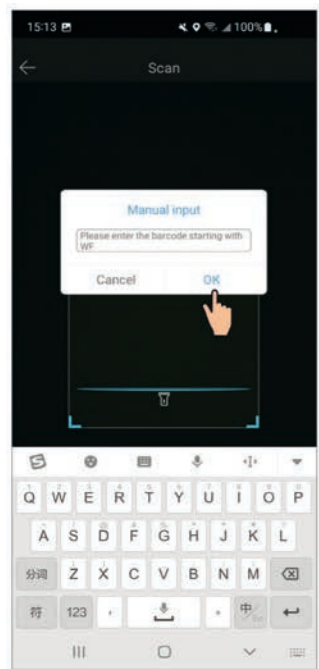 15:13 100%
Scan
Manual input
Please enter the barcode starting with
WF
Cancel OK
Q W E R T Y U I O P
A S D F G H J K L
分词 Z X C V B N M
符 123 , 。 中/